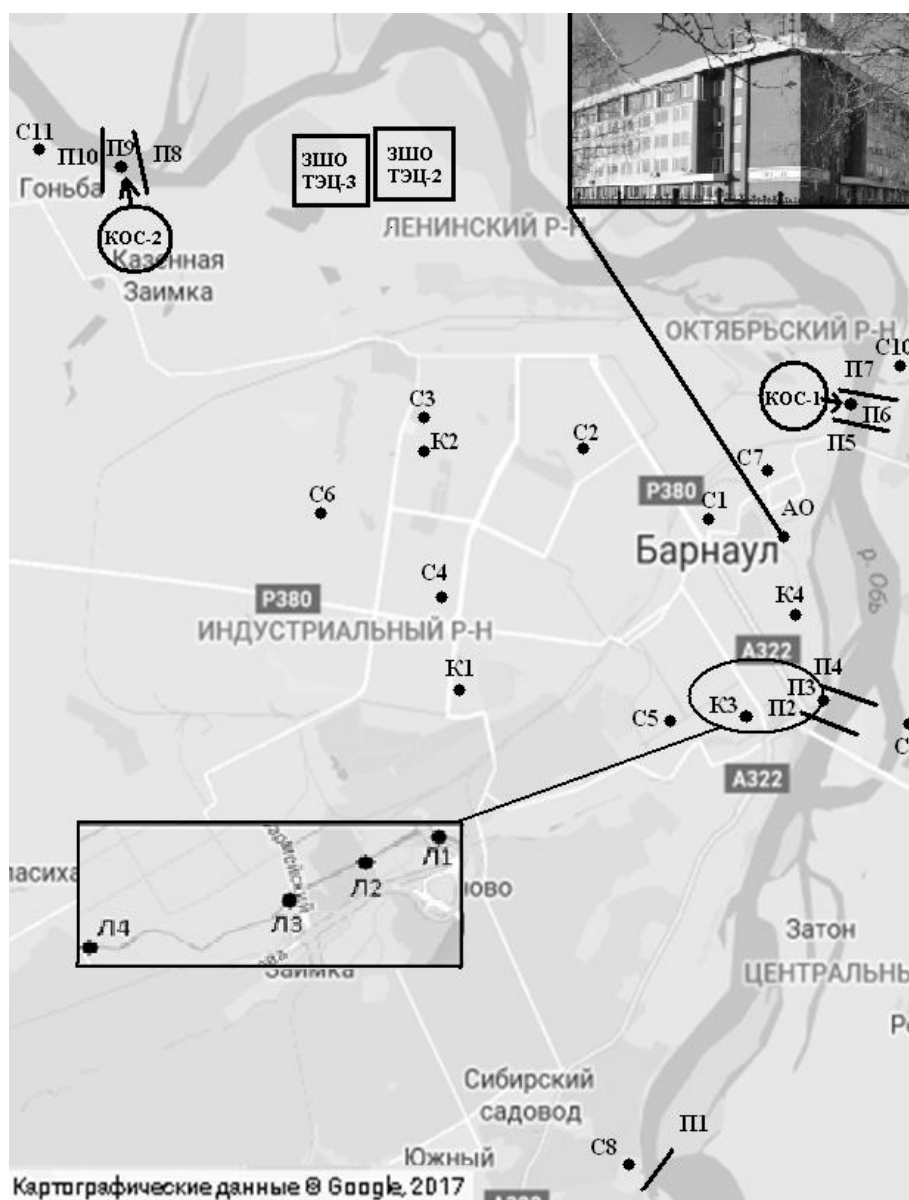 С11
П10 П9 П8
Гоньба
КОС-2
Казенная
Заимка
ЗШО
ТЭЦ-3
ЗШО
ТЭЦ-2
ЛЕНИНСКИЙ Р-Н
ОКТЯБРЬСКИЙ Р-Н
С10
П7
КОС-1
П6
П5
С3
К2
С2
С7
С6
Р380
С1
АО
Барнаул
р. Обь
С4
К4
Р380
ИНДУСТРИАЛЬНЫЙ Р-Н
А322
К1
П4
П3
К3
П2
С5
С
А322
Л1
Л2
Л3
Л4
ласиха
ново
Заимка
Затон
ЦЕНТРАЛЬНЫ
Сибирский
садовод
П1
С8
Южный
Картографические данные © Google, 2017